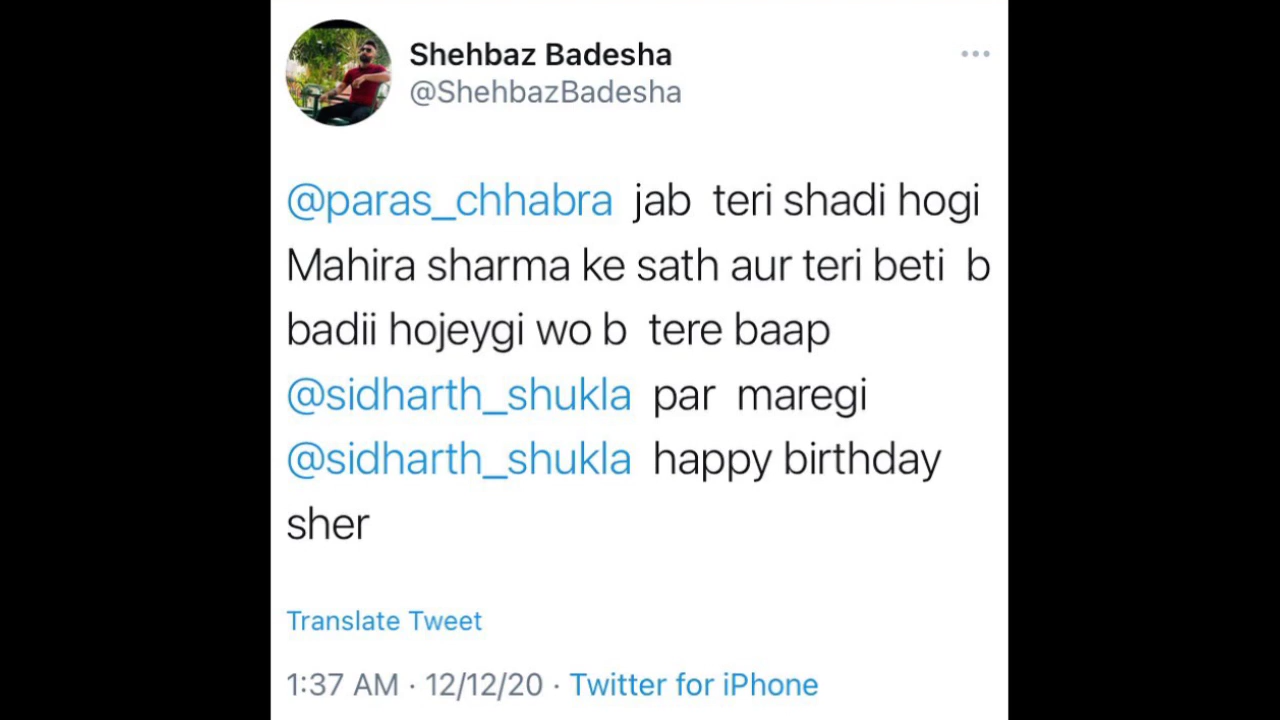 Shehbaz Badesha
@ShehbazBadesha
@paras_chhabra jab teri shadi hogi
Mahira sharma ke sath aur teri beti b
badii hojeygi wo b tere baap
@sidharth_shukla par maregi
@sidharth_shukla happy birthday
sher
Translate Tweet
1:37 AM · 12/12/20 · Twitter for iPhone